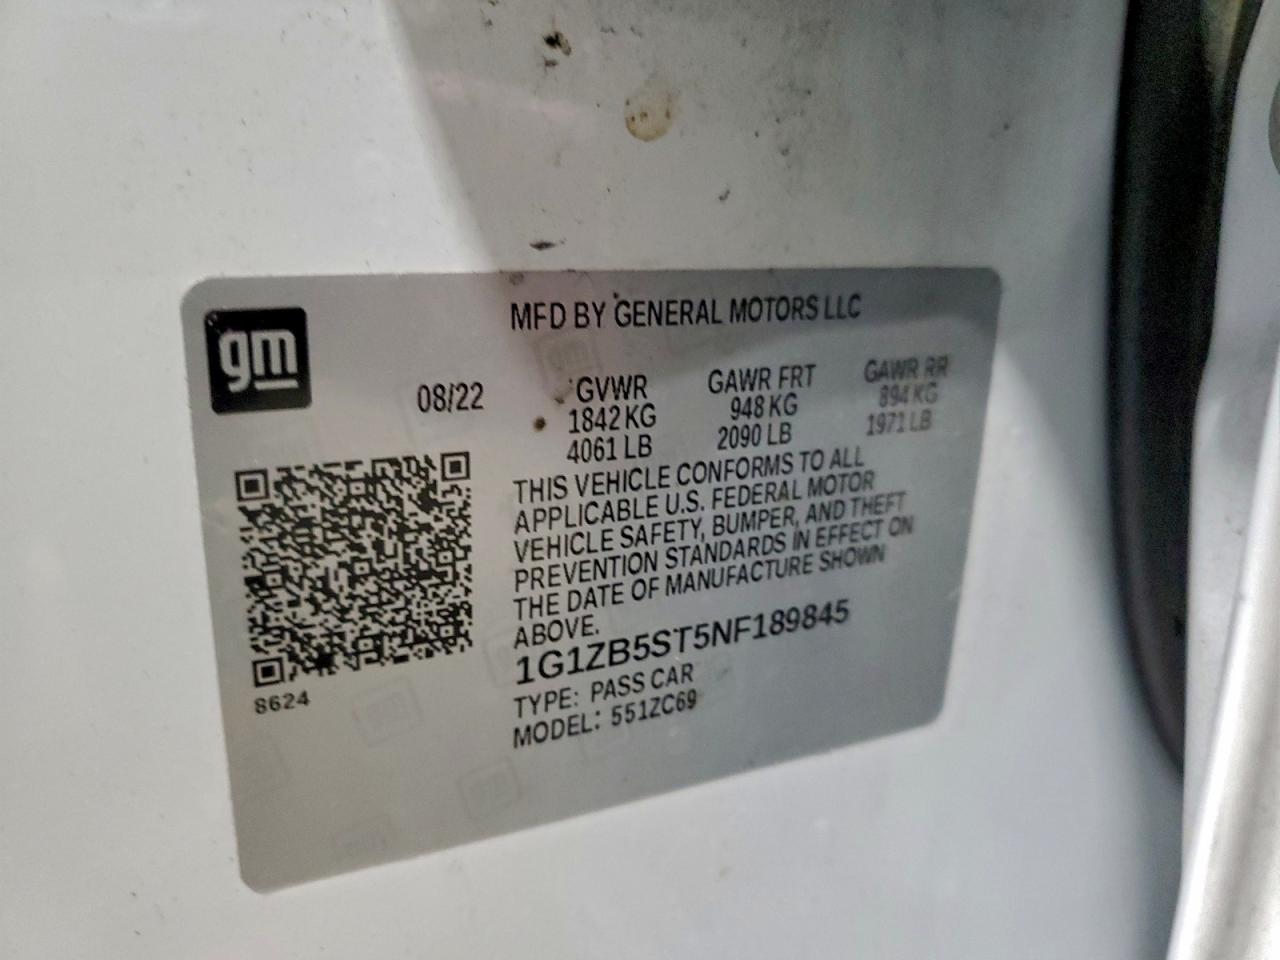 gm
MFD BY GENERAL MOTORS LLC
08/22
GVWR GAWR FRT GAWR RR
1842 KG 948 KG 894 KG
4061 LB 2090 LB 1971 LB
THIS VEHICLE CONFORMS TO ALL
APPLICABLE U.S. FEDERAL MOTOR
VEHICLE SAFETY, BUMPER, AND THEFT
PREVENTION STANDARDS IN EFFECT ON
THE DATE OF MANUFACTURE SHOWN
ABOVE.
1G1ZB5ST5NF189845
TYPE: PASS CAR
MODEL: 551ZC69
8624